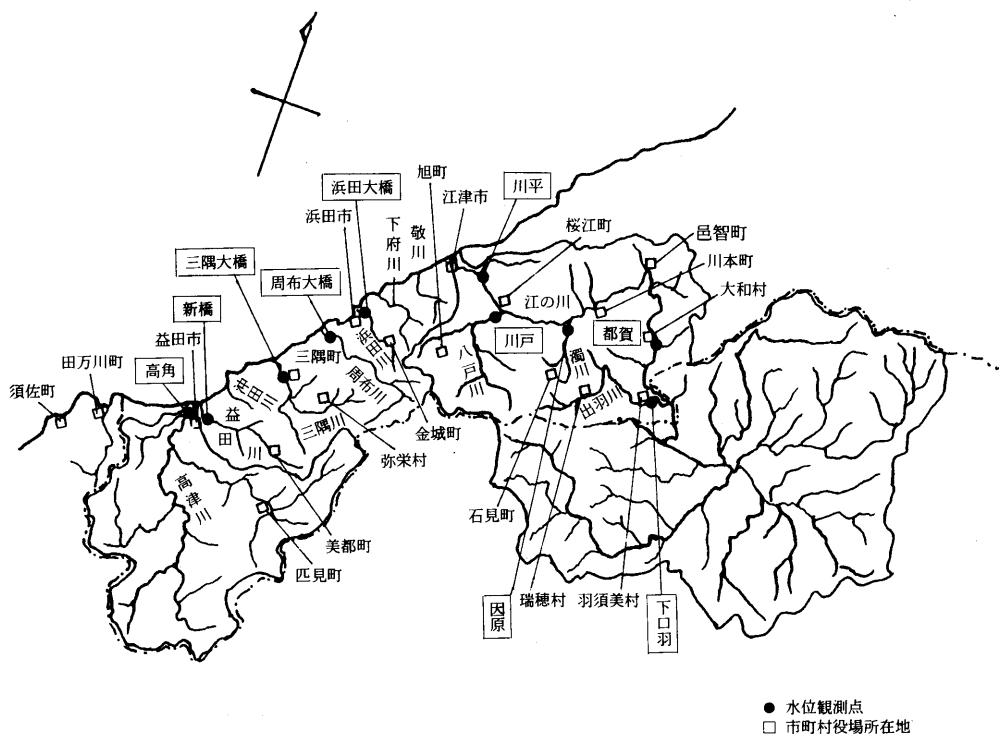 旭町
浜田大橋
江津市
川平
浜田市
下府川
敬川
桜江町
邑智町
三隅大橋
周布大橋
川本町
新橋
江の川
大和村
益田市
浜田川
川戸
都賀
田万川町
高角
三隅町
八戸川
濁川
須佐町
沖田川
周布川
出羽川
益田川
三隅川
金城町
弥栄村
高津川
石見町
美都町
匹見町
因原
瑞穂村
羽須美村
下口羽
水位観測点
市町村役場所在地